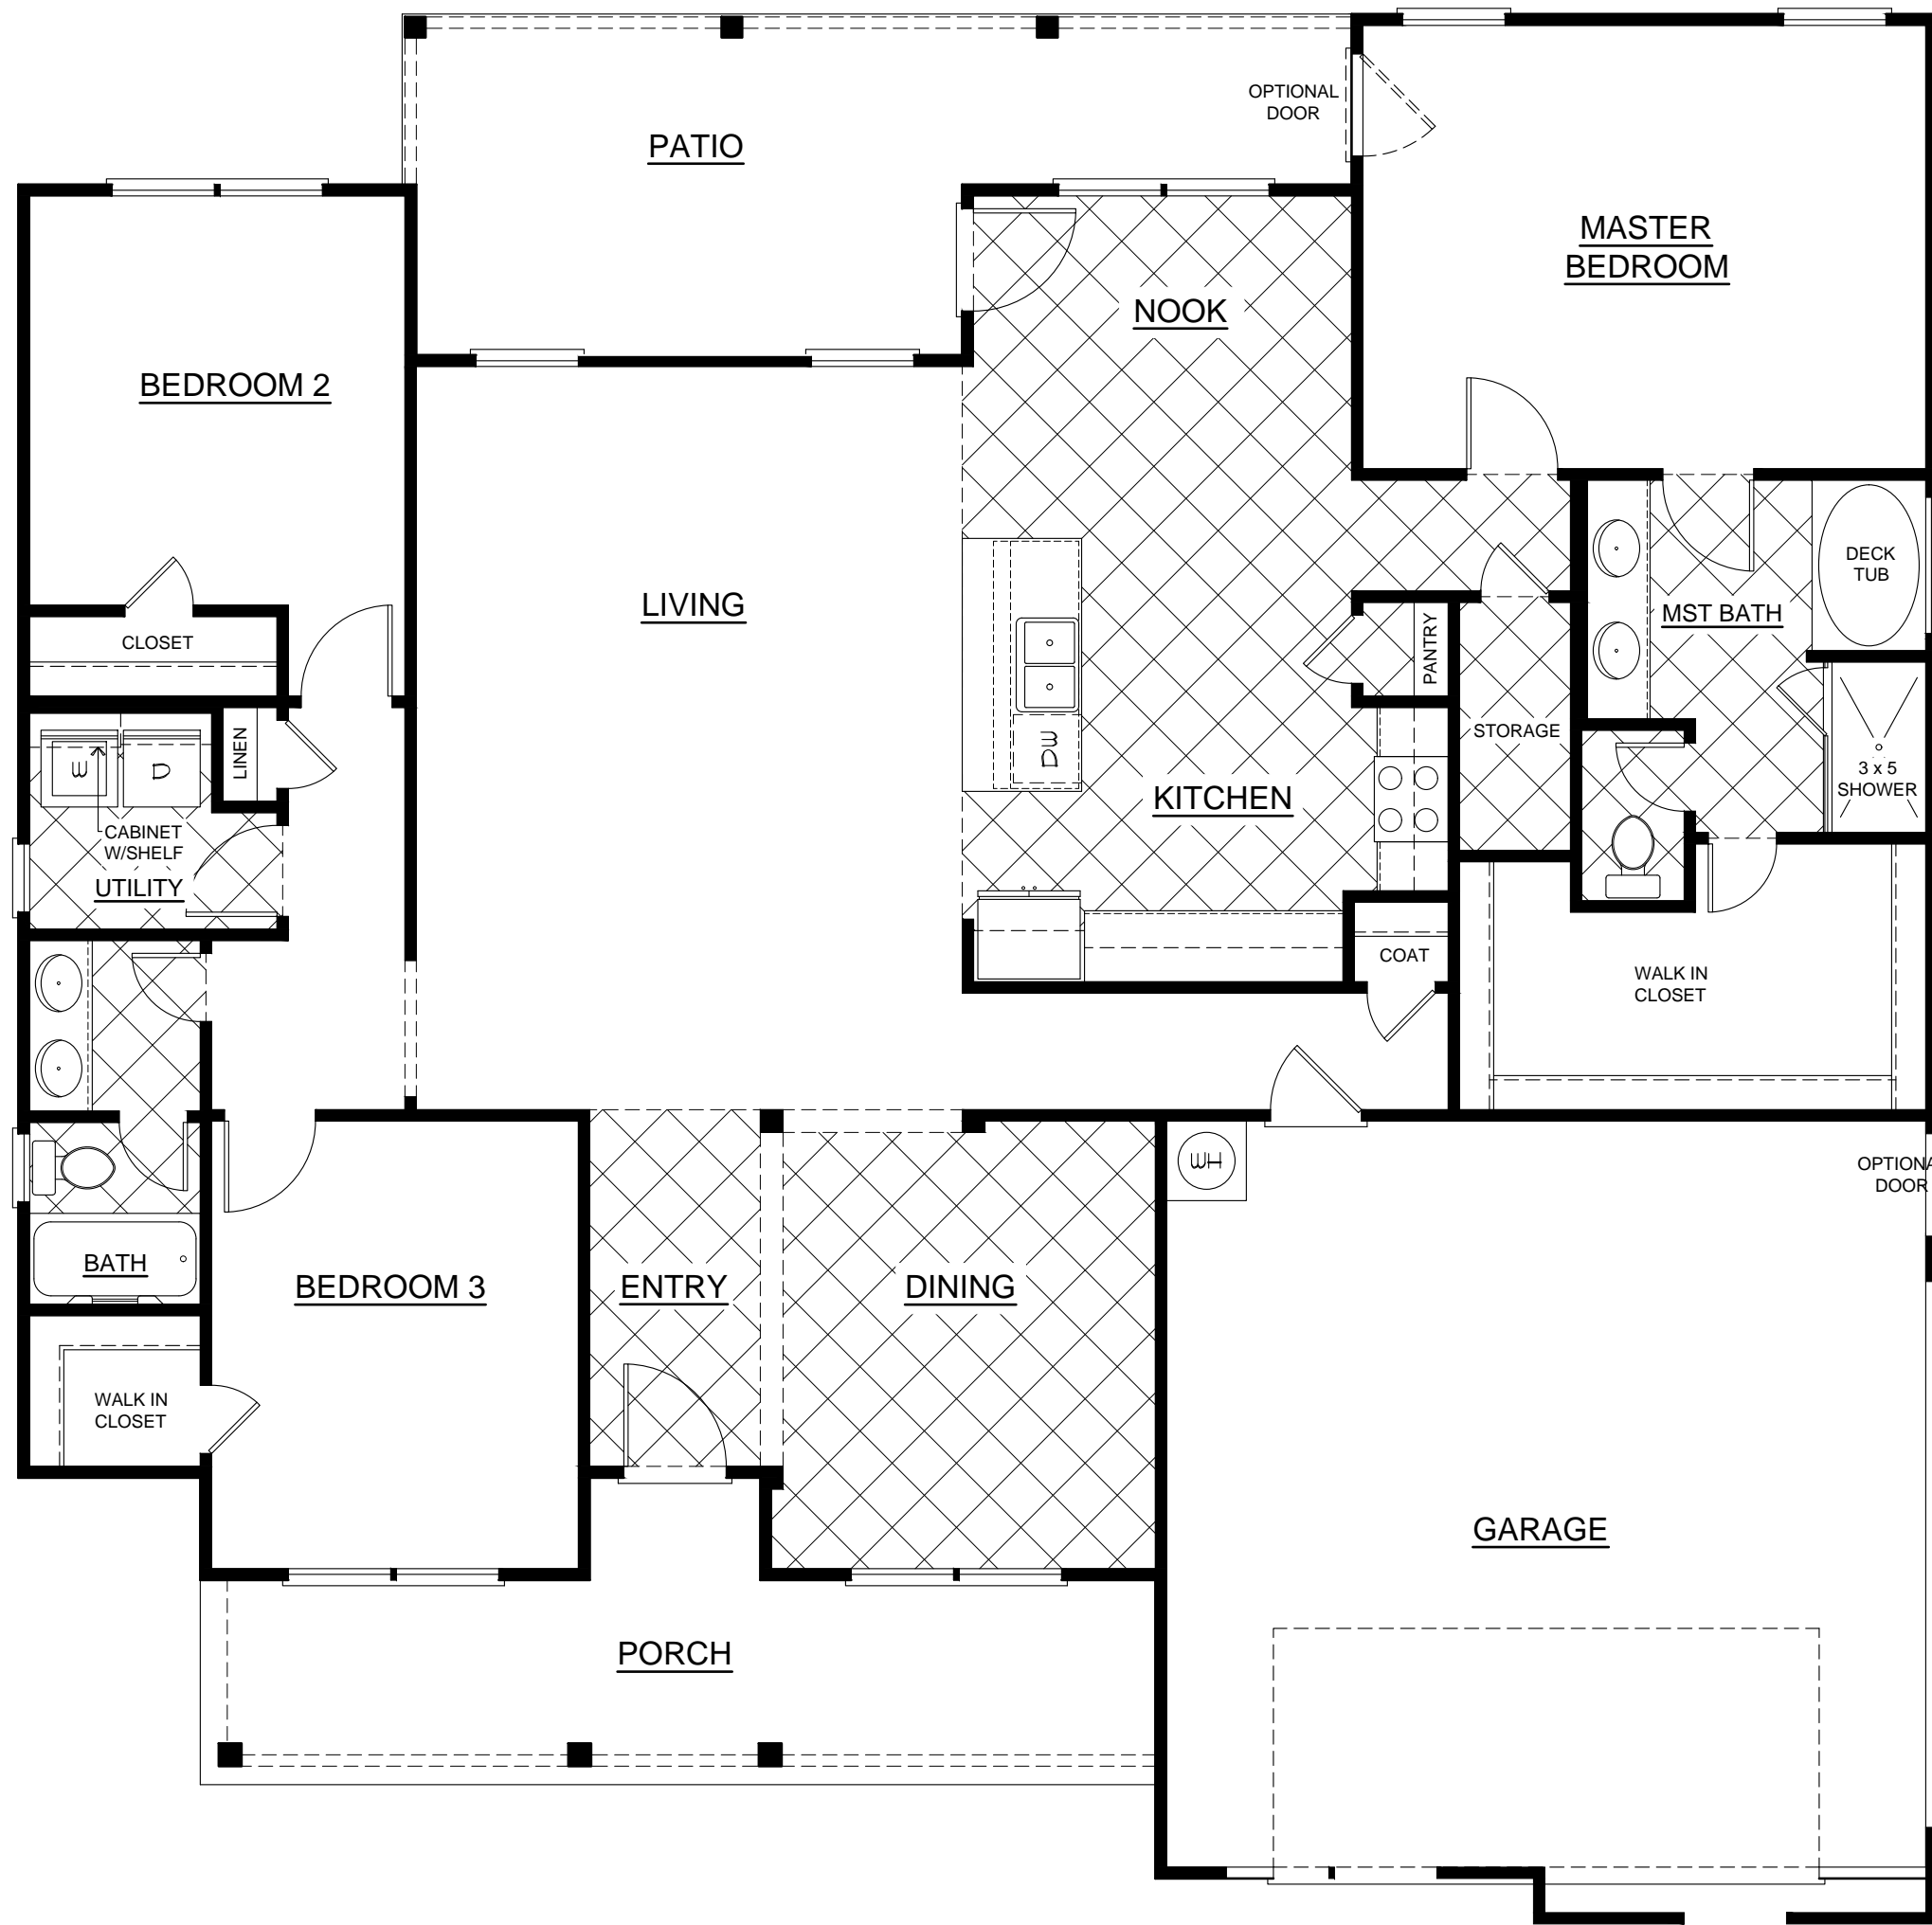 OPTIONAL
DOOR
PATIO
MASTER
BEDROOM
NOOK
BEDROOM 2
DECK
TUB
LIVING
MST BATH
CLOSET
PANTRY
LINEN
STORAGE
W
D
DW
3 x 5
SHOWER
KITCHEN
CABINET
W/SHELF
UTILITY
COAT
WALK IN
CLOSET
WH
OPTIONA
DOOR
BATH
BEDROOM 3
ENTRY
DINING
WALK IN
CLOSET
GARAGE
PORCH